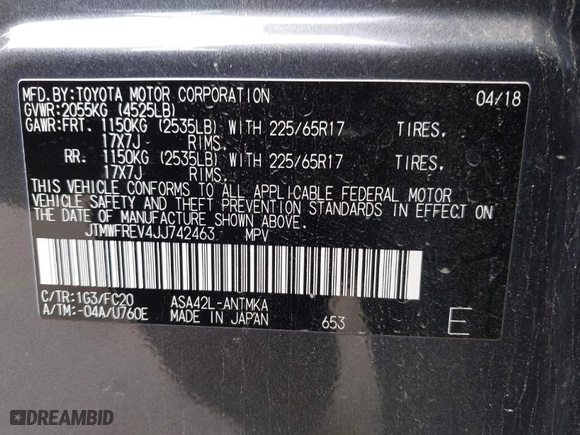 MFD.BY:TOYOTA MOTOR CORPORATION 04/18
GVWR:2055KG (4525LB)
GAWR:FRT. 1150KG (2535LB) WITH 225/65R17 TIRES.
17X7J RIMS.
RR. 1150KG (2535LB) WITH 225/65R17 TIRES.
17X7J RIMS.
THIS VEHICLE CONFORMS TO ALL APPLICABLE FEDERAL MOTOR
VEHICLE SAFETY AND THEFT PREVENTION STANDARDS IN EFFECT ON
THE DATE OF MANUFACTURE SHOWN ABOVE.
JTMWFREV4JJ742463 MPV
C/TR:1G3/FC20 ASA42L-ANTMKA
A/TM:-04A/U760E MADE IN JAPAN 653 E
DREAMBID